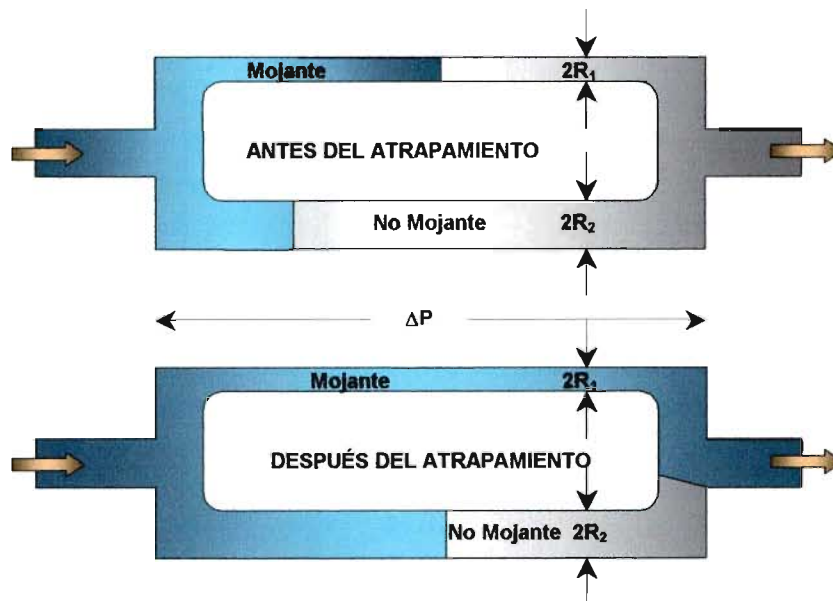 Mojante 2R₁
ANTES DEL ATRAPAMIENTO
No Mojante 2R₂
ΔP
Mojante 2R₁
DESPUÉS DEL ATRAPAMIENTO
No Mojante 2R₂